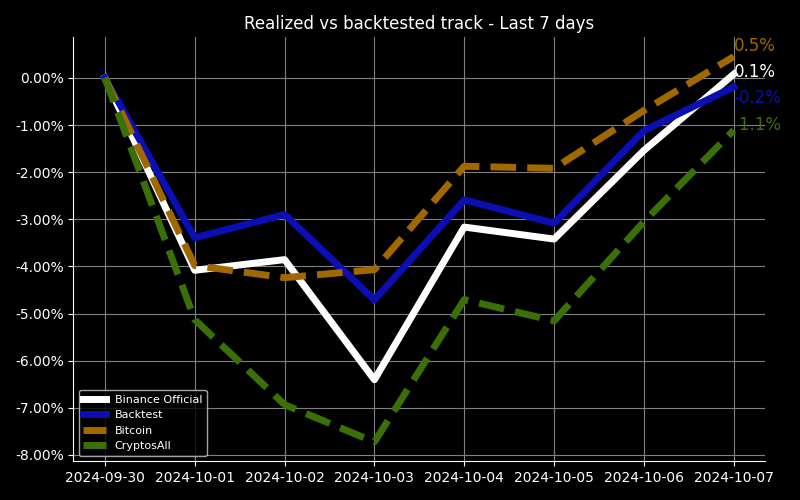 Realized vs backtested track - Last 7 days
0.5%
0.1%
-0.2%
-1.1%
0.00%
-1.00%
-2.00%
-3.00%
-4.00%
-5.00%
-6.00%
-7.00%
-8.00%
Binance Official
Backtest
Bitcoin
CryptosAll
2024-09-30 2024-10-01 2024-10-02 2024-10-03 2024-10-04 2024-10-05 2024-10-06 2024-10-07